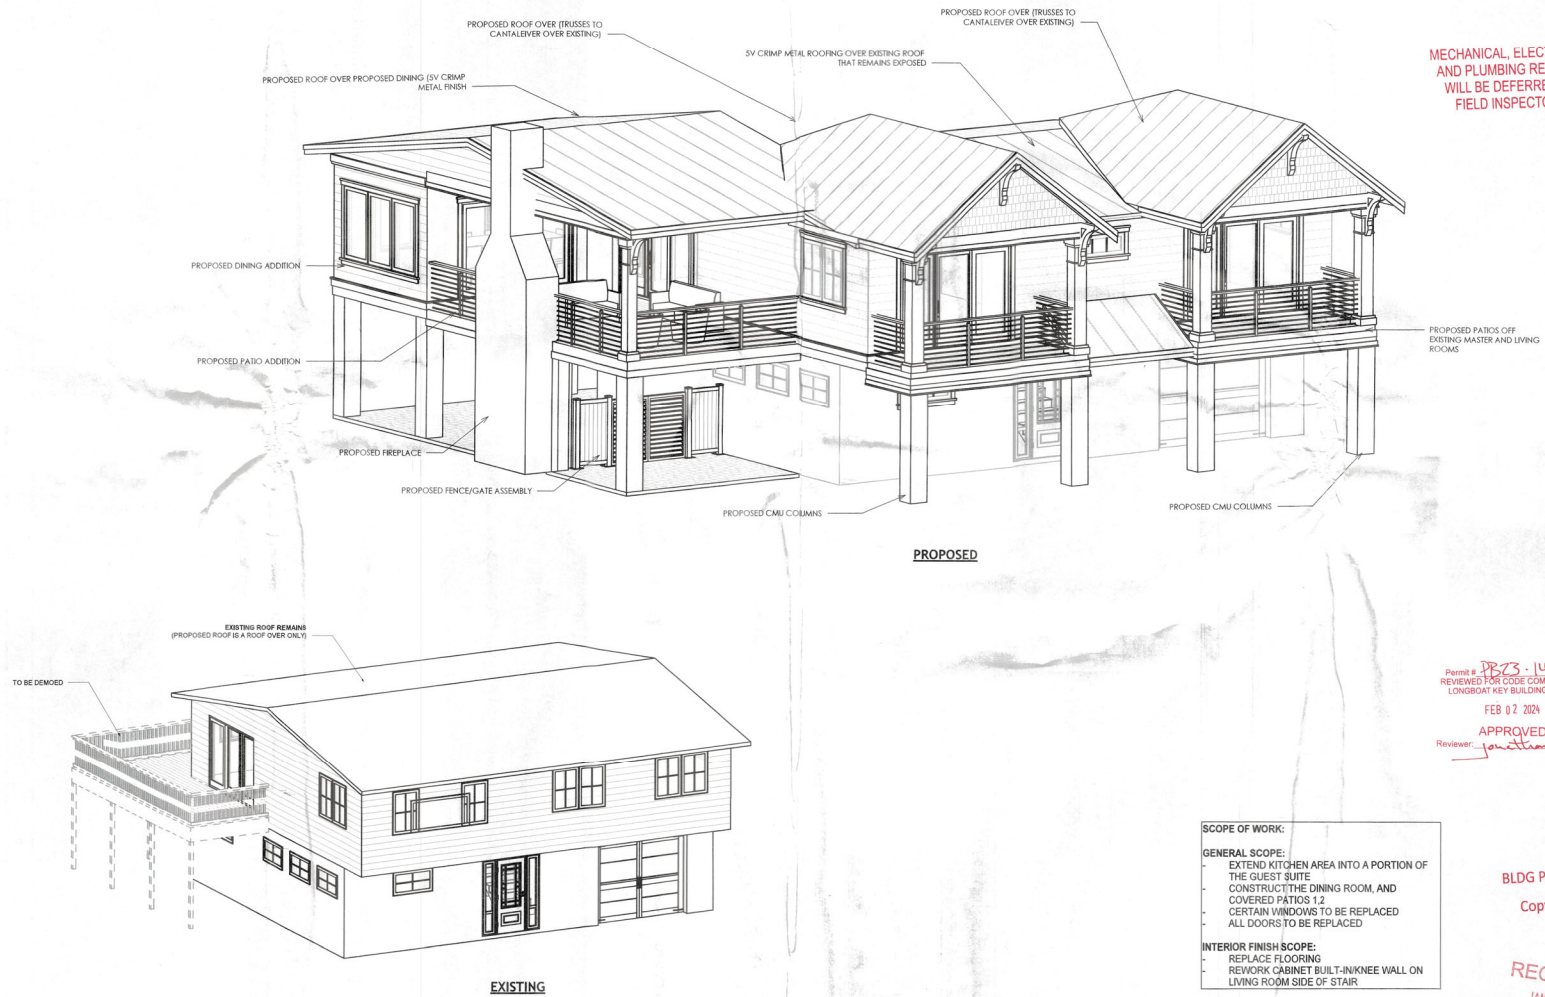 PROPOSED ROOF OVER (TRUSSES TO
CANTALEIVER OVER EXISTING)
PROPOSED ROOF OVER (TRUSSES TO
CANTALEIVER OVER EXISTING)
5V CRIMP METAL ROOFING OVER EXISTING ROOF
THAT REMAINS EXPOSED
PROPOSED ROOF OVER PROPOSED DINING (5V CRIMP
METAL FINISH
MECHANICAL, ELEC
AND PLUMBING RE
WILL BE DEFERRE
FIELD INSPECTO
PROPOSED DINING ADDITION
PROPOSED PATIO ADDITION
PROPOSED PATIOS OFF
EXISTING MASTER AND LIVING
ROOMS
PROPOSED FIREPLACE
PROPOSED FENCE/GATE ASSEMBLY
PROPOSED CMU COLUMNS
PROPOSED CMU COLUMNS
PROPOSED
EXISTING ROOF REMAINS
(PROPOSED ROOF IS A ROOF OVER ONLY)
TO BE DEMOED
Permit # PB23-14
REVIEWED FOR CODE COM
LONGBOAT KEY BUILDING
FEB 02 2024
APPROVED
Reviewer:
SCOPE OF WORK:
GENERAL SCOPE:
- EXTEND KITCHEN AREA INTO A PORTION OF
THE GUEST SUITE
- CONSTRUCT THE DINING ROOM, AND
COVERED PATIOS 1,2
- CERTAIN WINDOWS TO BE REPLACED
- ALL DOORS TO BE REPLACED
INTERIOR FINISH SCOPE:
- REPLACE FLOORING
- REWORK CABINET BUILT-IN/KNEE WALL ON
LIVING ROOM SIDE OF STAIR
BLDG P
Cop
REC
EXISTING